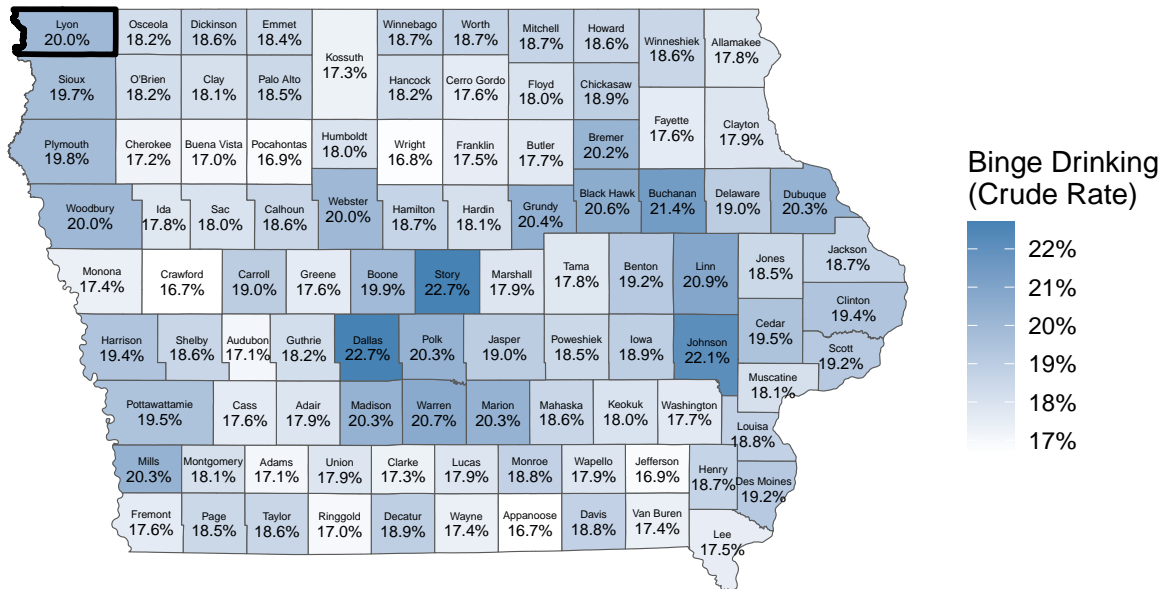 Lyon
20.0%
Osceola
18.2%
Dickinson
18.6%
Emmet
18.4%
Kossuth
17.3%
Winnebago
18.7%
Worth
18.7%
Mitchell
18.7%
Howard
18.6%
Winneshiek
18.6%
Allamakee
17.8%
Sioux
19.7%
O'Brien
18.2%
Clay
18.1%
Palo Alto
18.5%
Hancock
18.2%
Cerro Gordo
17.6%
Floyd
18.0%
Chickasaw
18.9%
Fayette
17.6%
Clayton
17.9%
Plymouth
19.8%
Cherokee
17.2%
Buena Vista
17.0%
Pocahontas
16.9%
Humboldt
18.0%
Wright
16.8%
Franklin
17.5%
Butler
17.7%
Bremer
20.2%
Woodbury
20.0%
Ida
17.8%
Sac
18.0%
Calhoun
18.6%
Webster
20.0%
Hamilton
18.7%
Hardin
18.1%
Grundy
20.4%
Black Hawk
20.6%
Buchanan
21.4%
Delaware
19.0%
Dubuque
20.3%
Monona
17.4%
Crawford
16.7%
Carroll
19.0%
Greene
17.6%
Boone
19.9%
Story
22.7%
Marshall
17.9%
Tama
17.8%
Benton
19.2%
Linn
20.9%
Jones
18.5%
Jackson
18.7%
Clinton
19.4%
Harrison
19.4%
Shelby
18.6%
Audubon
17.1%
Guthrie
18.2%
Dallas
22.7%
Polk
20.3%
Jasper
19.0%
Poweshiek
18.5%
Iowa
18.9%
Johnson
22.1%
Cedar
19.5%
Scott
19.2%
Muscatine
18.1%
Pottawattamie
19.5%
Cass
17.6%
Adair
17.9%
Madison
20.3%
Warren
20.7%
Marion
20.3%
Mahaska
18.6%
Keokuk
18.0%
Washington
17.7%
Louisa
18.8%
Mills
20.3%
Montgomery
18.1%
Adams
17.1%
Union
17.9%
Clarke
17.3%
Lucas
17.9%
Monroe
18.8%
Wapello
17.9%
Jefferson
16.9%
Henry
18.7%
Des Moines
19.2%
Fremont
17.6%
Page
18.5%
Taylor
18.6%
Ringgold
17.0%
Decatur
18.9%
Wayne
17.4%
Appanoose
16.7%
Davis
18.8%
Van Buren
17.4%
Lee
17.5%
Binge Drinking
(Crude Rate)
22%
21%
20%
19%
18%
17%